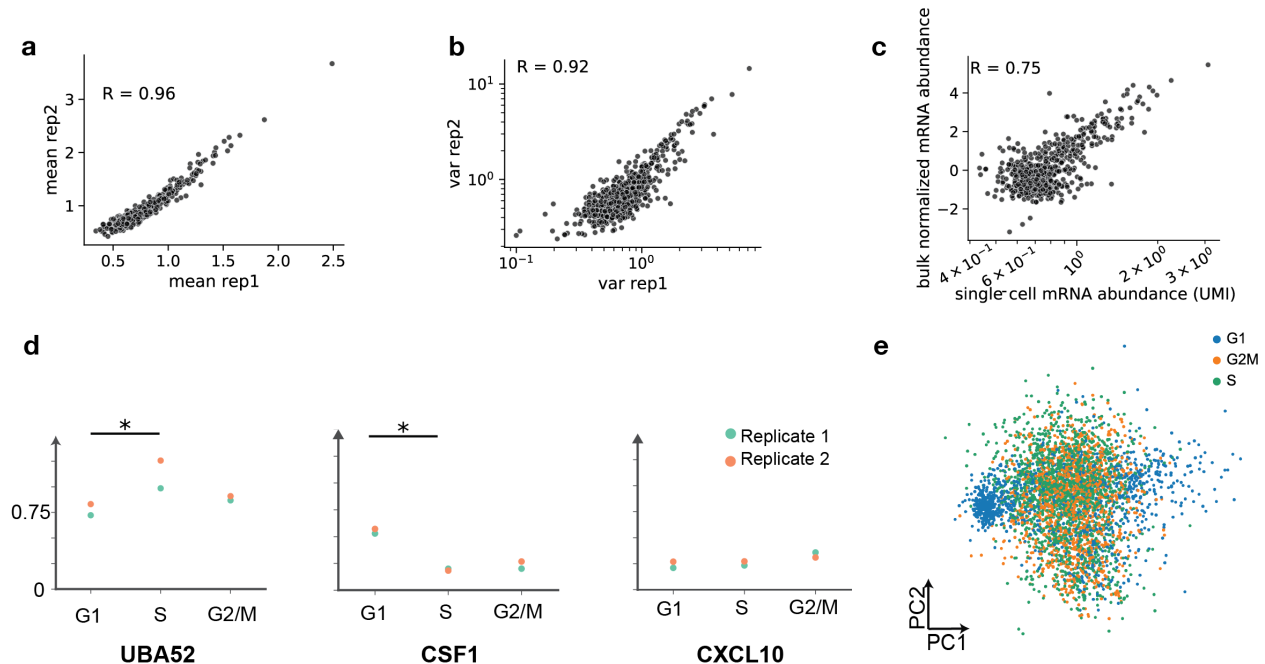 a
R = 0.96
3
2
1
mean rep2
0.5
1.0
1.5
2.0
2.5
mean rep1
b
R = 0.92
10¹
10⁰
var rep2
10⁻¹
10⁰
var rep1
c
R = 0.75
4
2
0
−2
bulk normalized mRNA abundance
4 × 10⁻¹
6 × 10⁻¹
10⁰
2 × 10⁰
3 × 10⁰
single-cell mRNA abundance (UMI)
d
*
0.75
0
G1
S
G2/M
UBA52
*
G1
S
G2/M
CSF1
Replicate 1
Replicate 2
G1
S
G2/M
CXCL10
e
G1
G2M
S
PC2
PC1